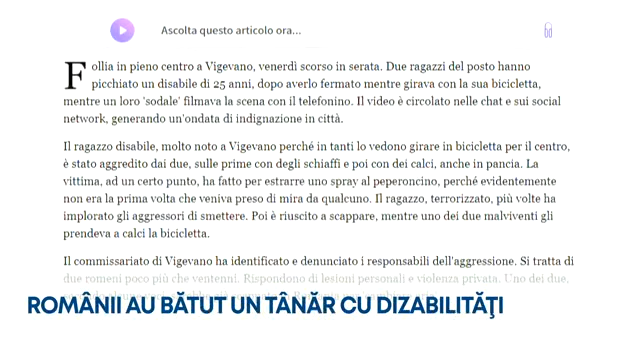 Ascolta questo articolo ora...
Follia in pieno centro a Vigevano, venerdì scorso in serata. Due ragazzi del posto hanno
picchiato un disabile di 25 anni, dopo averlo fermato mentre girava con la sua bicicletta,
mentre un loro 'sodale' filmava la scena con il telefonino. Il video è circolato nelle chat e sui social
network, generando un'ondata di indignazione in città.
Il ragazzo disabile, molto noto a Vigevano perché in tanti lo vedono girare in bicicletta per il centro,
è stato aggredito dai due, sulle prime con degli schiaffi e poi con dei calci, anche in pancia. La
vittima, ad un certo punto, ha fatto per estrarre uno spray al peperoncino, perché evidentemente
non era la prima volta che veniva preso di mira da qualcuno. Il ragazzo, terrorizzato, più volte ha
implorato gli aggressori di smettere. Poi è riuscito a scappare, mentre uno dei due malviventi gli
prendeva a calci la bicicletta.
Il commissariato di Vigevano ha identificato e denunciato i responsabili dell'aggressione. Si tratta di
due romeni poco più che ventenni. Rispondono di lesioni personali e violenza privata. Uno dei due,
ROMÂNII AU BĂTUT UN TÂNĂR CU DIZABILITĂŢI